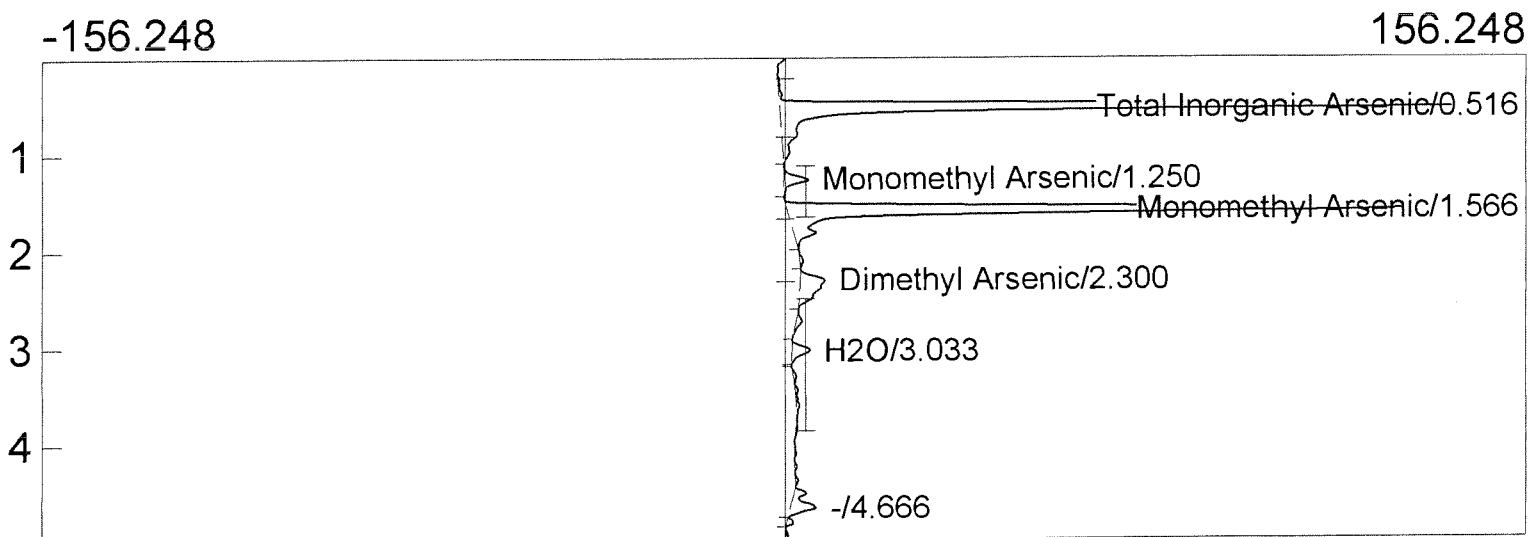 -156.248 156.248
Total Inorganic Arsenic/0.516
1
Monomethyl Arsenic/1.250
Monomethyl Arsenic/1.566
2
Dimethyl Arsenic/2.300
3
H2O/3.033
4
-/4.666